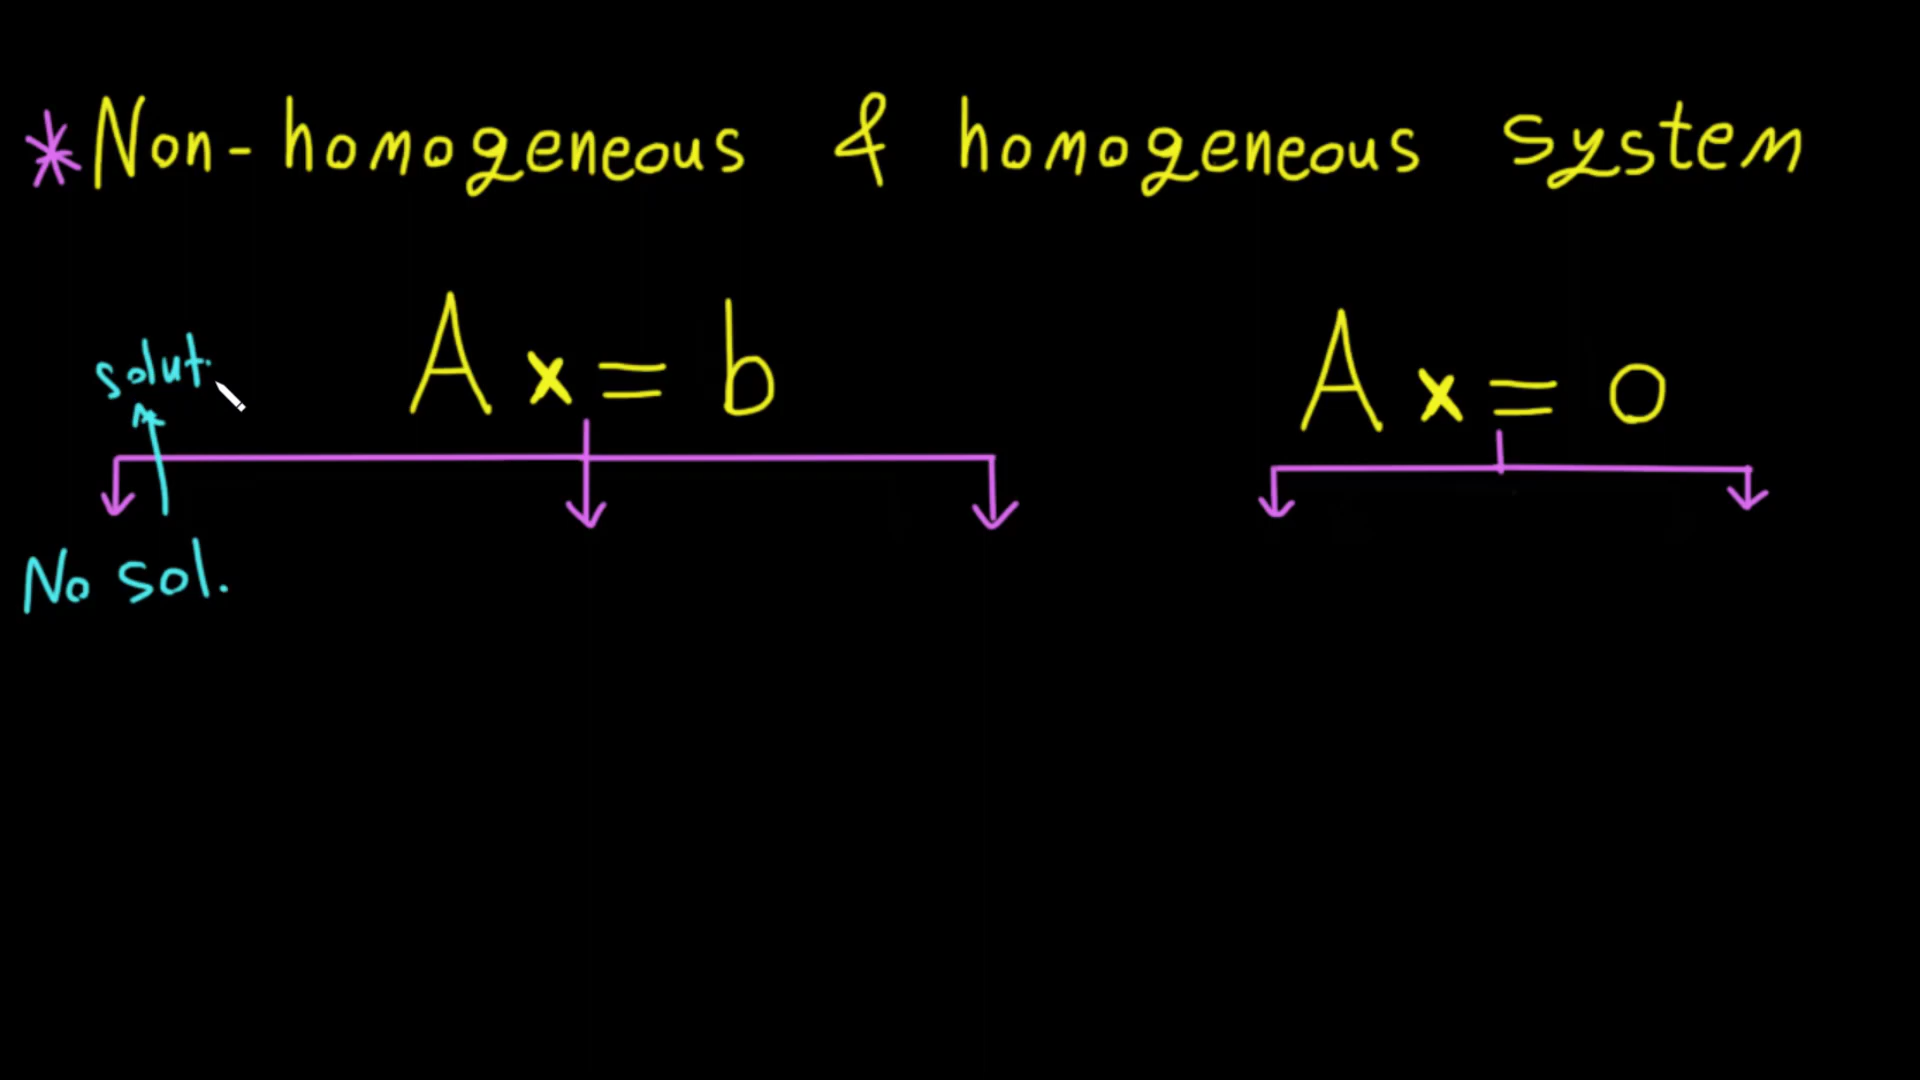 * Non-homogeneous & homogeneous system
Ax=b
Ax=0
solut.
No sol.